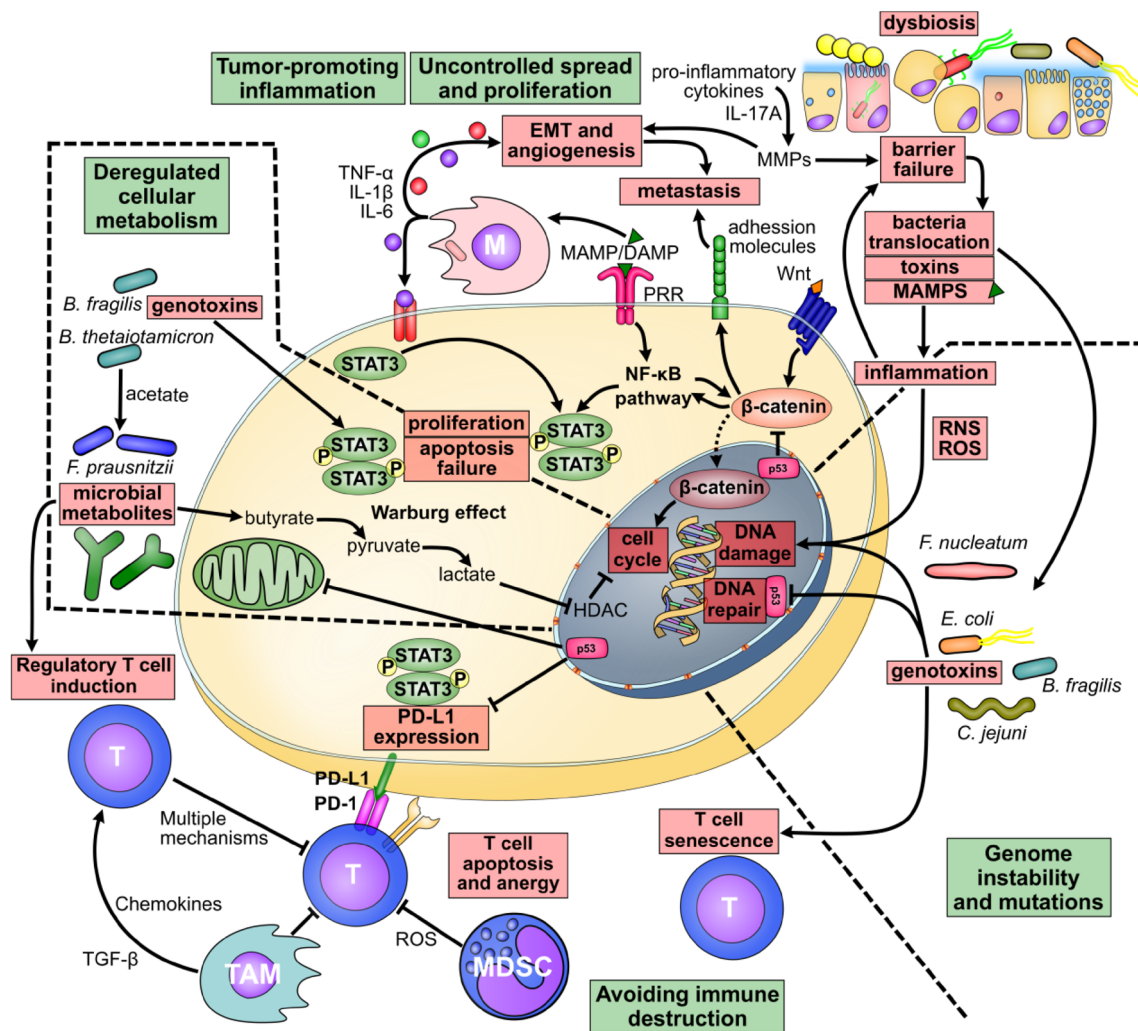 dysbiosis
Tumor-promoting
inflammation
Uncontrolled spread
and proliferation
pro-inflammatory
cytokines
IL-17A
EMT and
angiogenesis
MMPs
barrier
failure
Deregulated
cellular
metabolism
TNF-α
IL-1β
IL-6
metastasis
M
MAMP/DAMP
adhession
molecules
bacteria
translocation
toxins
MAMPS
Wnt
PRR
B. fragilis
genotoxins
B. thetaiotamicron
STAT3
NF-κB
pathway
inflammation
acetate
β-catenin
proliferation
apoptosis
failure
STAT3
P
STAT3
P
STAT3
P
STAT3
P
RNS
ROS
F. prausnitzii
p53
β-catenin
microbial
metabolites
butyrate
Warburg effect
pyruvate
lactate
cell
cycle
DNA
damage
F. nucleatum
HDAC
DNA
repair
p53
E. coli
p53
genotoxins
B. fragilis
C. jejuni
Regulatory T cell
induction
STAT3
P
STAT3
P
PD-L1
expression
T
PD-L1
PD-1
Multiple
mechanisms
T
T cell
apoptosis
and anergy
T cell
senescence
Genome
instability
and mutations
T
Chemokines
TGF-β
TAM
ROS
MDSC
Avoiding immune
destruction